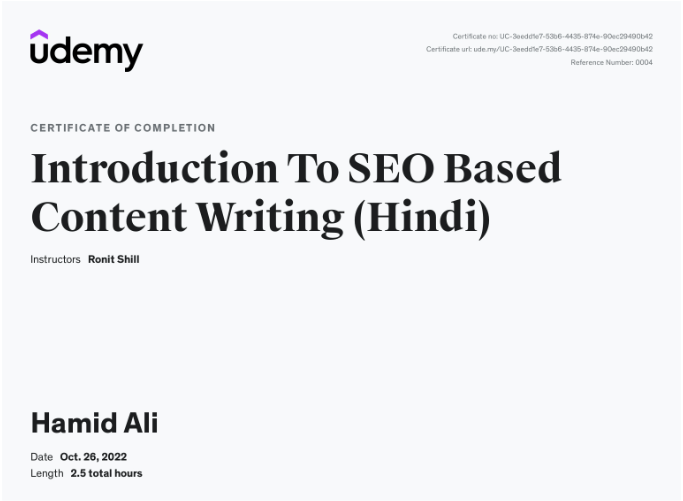 udemy
Certificate no: UC-3eedd1e7-53b6-4435-874e-90ec29490b42
Certificate url: ude.my/UC-3eedd1e7-53b6-4435-874e-90ec29490b42
Reference Number: 0004
CERTIFICATE OF COMPLETION
Introduction To SEO Based
Content Writing (Hindi)
Instructors Ronit Shill
Hamid Ali
Date Oct. 26, 2022
Length 2.5 total hours